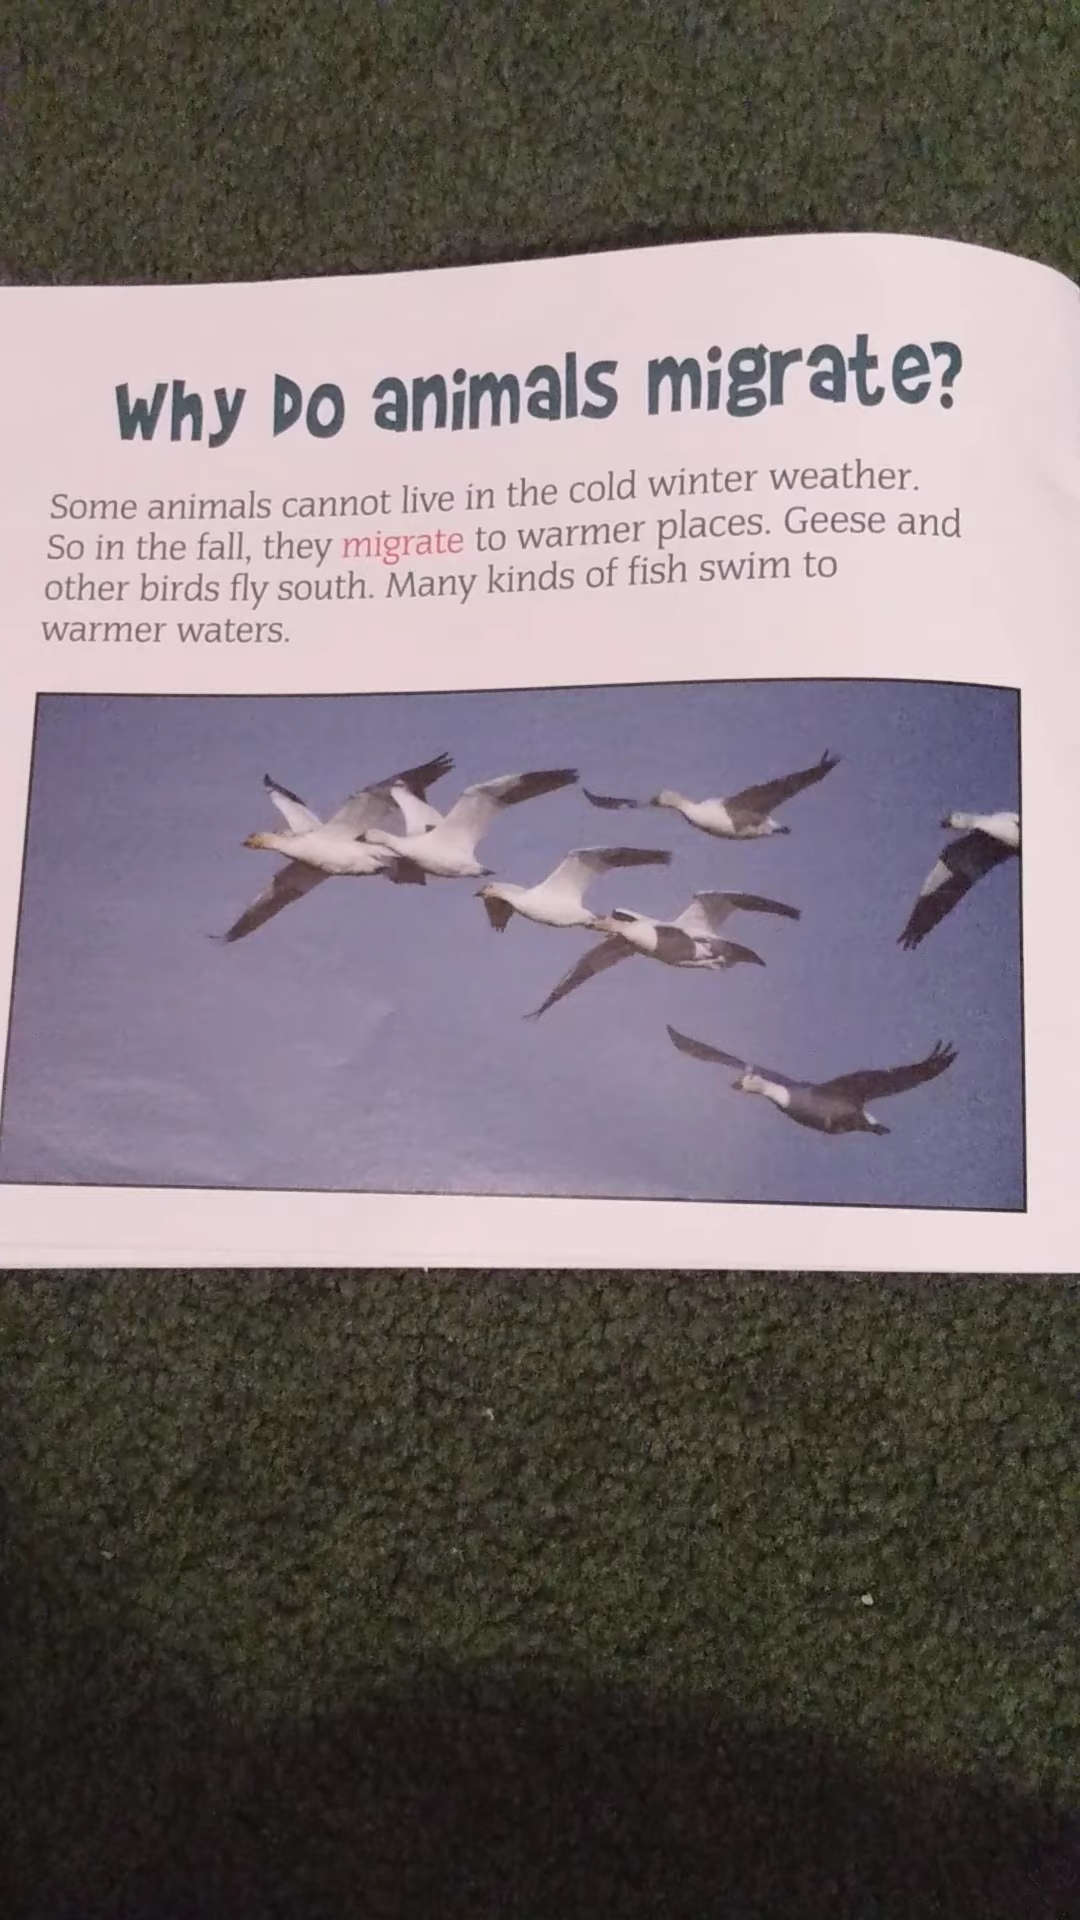 Why Do animals migrate?
Some animals cannot live in the cold winter weather.
So in the fall, they migrate to warmer places. Geese and
other birds fly south. Many kinds of fish swim to
warmer waters.